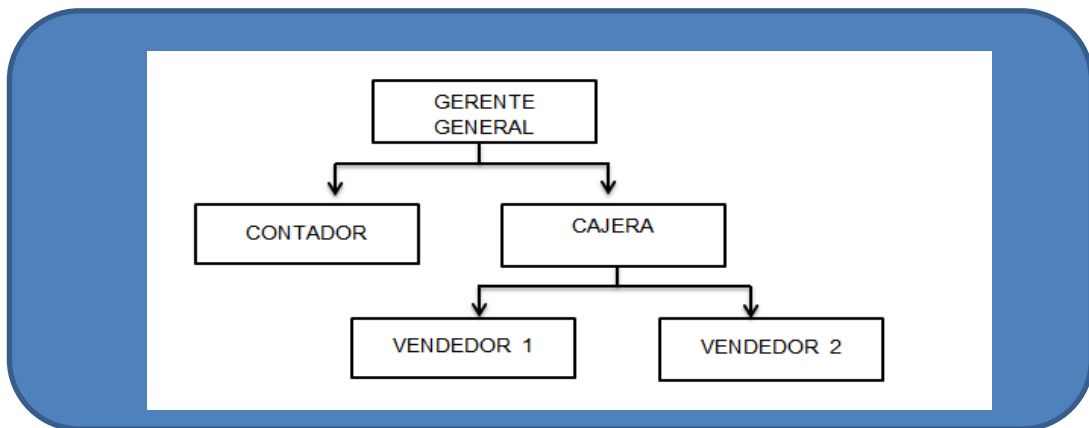 GERENTE
GENERAL
CONTADOR
CAJERA
VENDEDOR 1
VENDEDOR 2